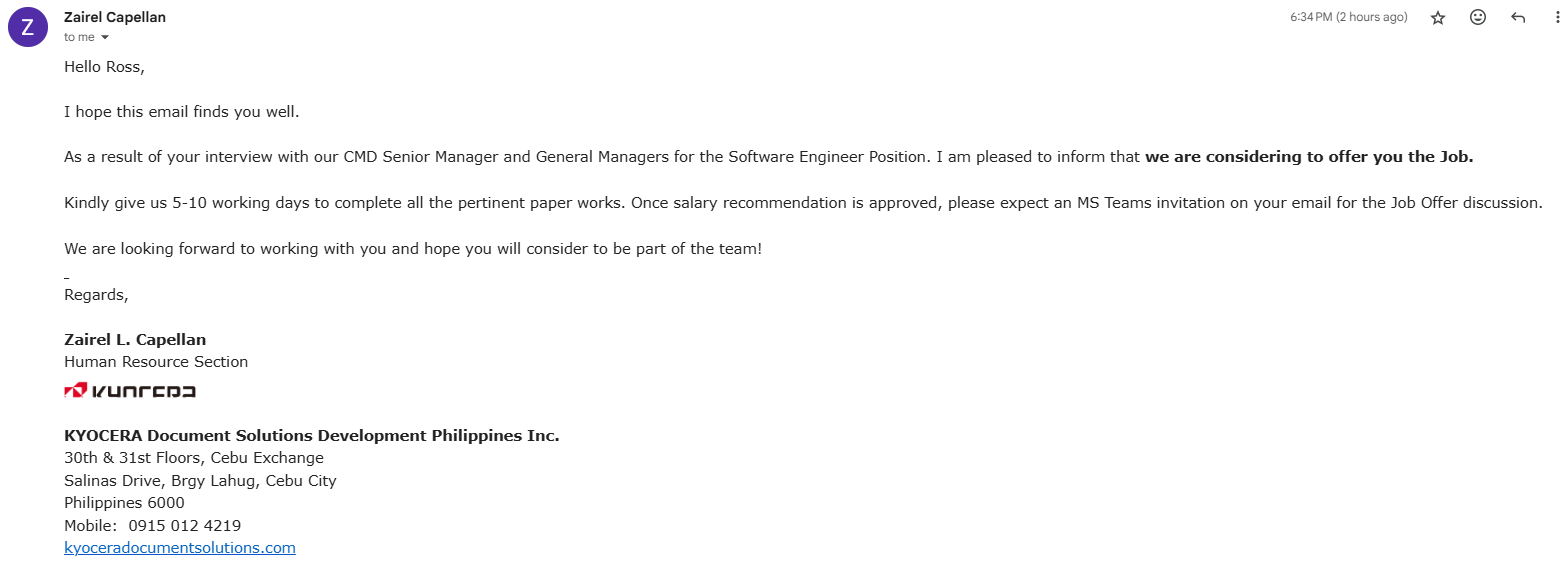 Z
Zairel Capellan
6:34 PM (2 hours ago)
to me
Hello Ross,
I hope this email finds you well.
As a result of your interview with our CMD Senior Manager and General Managers for the Software Engineer Position. I am pleased to inform that we are considering to offer you the Job.
Kindly give us 5-10 working days to complete all the pertinent paper works. Once salary recommendation is approved, please expect an MS Teams invitation on your email for the Job Offer discussion.
We are looking forward to working with you and hope you will consider to be part of the team!
Regards,
Zairel L. Capellan
Human Resource Section
KYOCERA
KYOCERA Document Solutions Development Philippines Inc.
30th & 31st Floors, Cebu Exchange
Salinas Drive, Brgy Lahug, Cebu City
Philippines 6000
Mobile:  0915 012 4219
kyoceradocumentsolutions.com